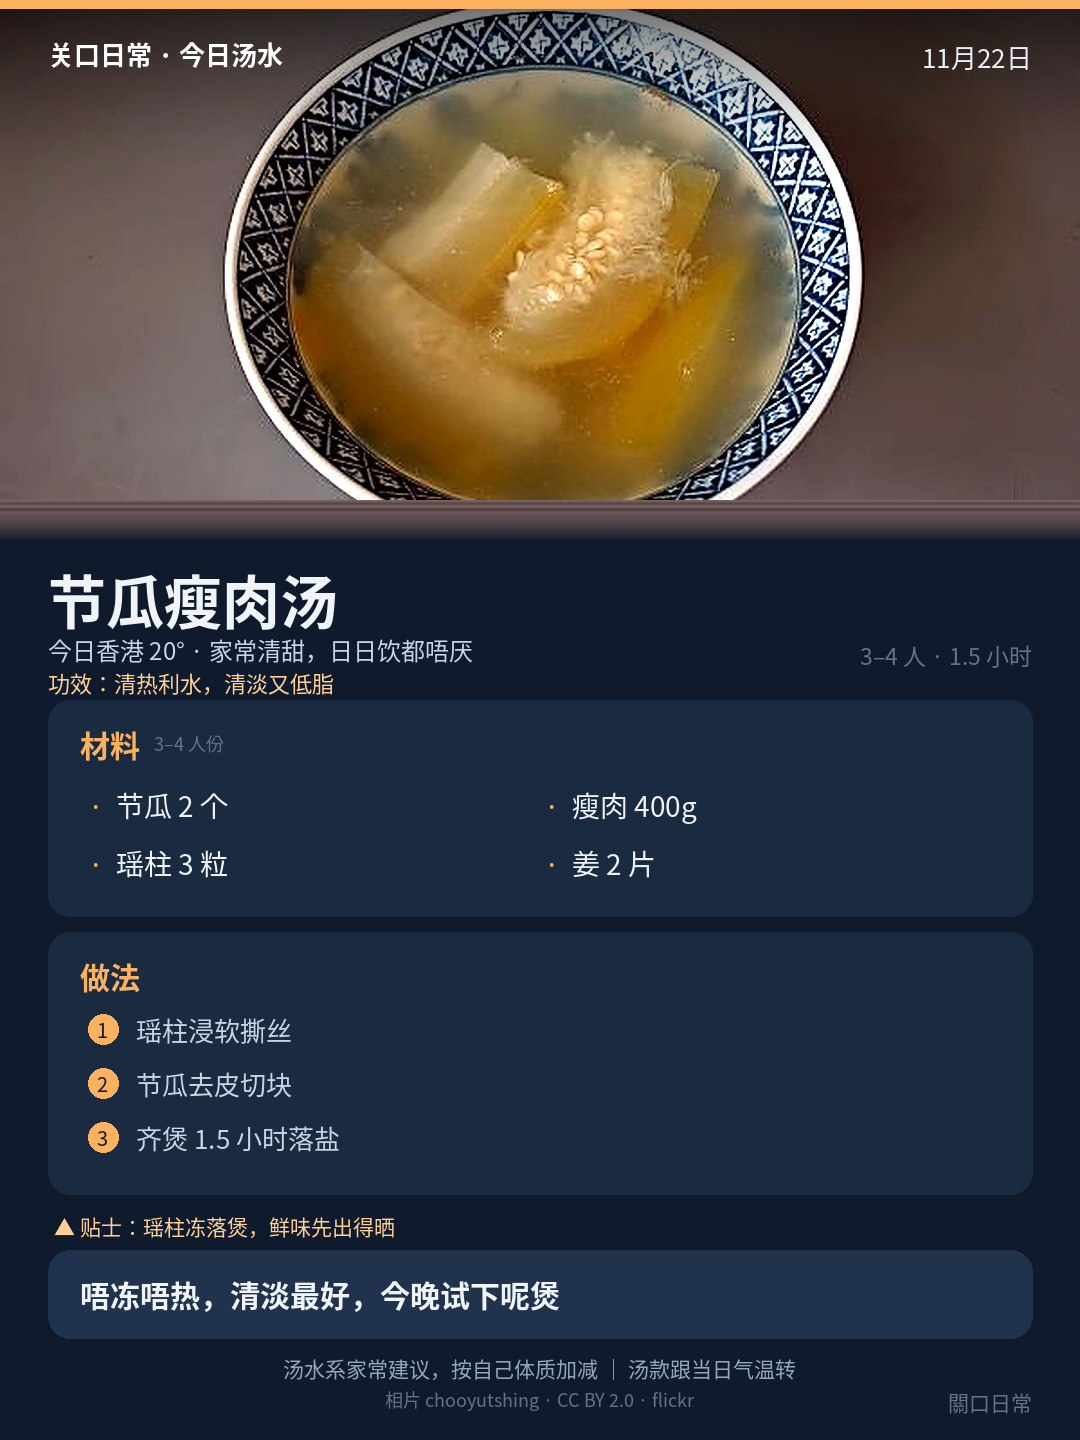 关口日常 · 今日汤水
11月22日
节瓜瘦肉汤
今日香港 20° · 家常清甜，日日饮都唔厌
3–4 人 · 1.5 小时
功效：清热利水，清淡又低脂
材料 3–4 人份
· 节瓜 2 个
· 瘦肉 400g
· 瑶柱 3 粒
· 姜 2 片
做法
1 瑶柱浸软撕丝
2 节瓜去皮切块
3 齐煲 1.5 小时落盐
▲ 贴士：瑶柱冻落煲，鲜味先出得晒
唔冻唔热，清淡最好，今晚试下呢煲
汤水系家常建议，按自己体质加减｜汤款跟当日气温转
相片 chooyutshing · CC BY 2.0 · flickr
關口日常